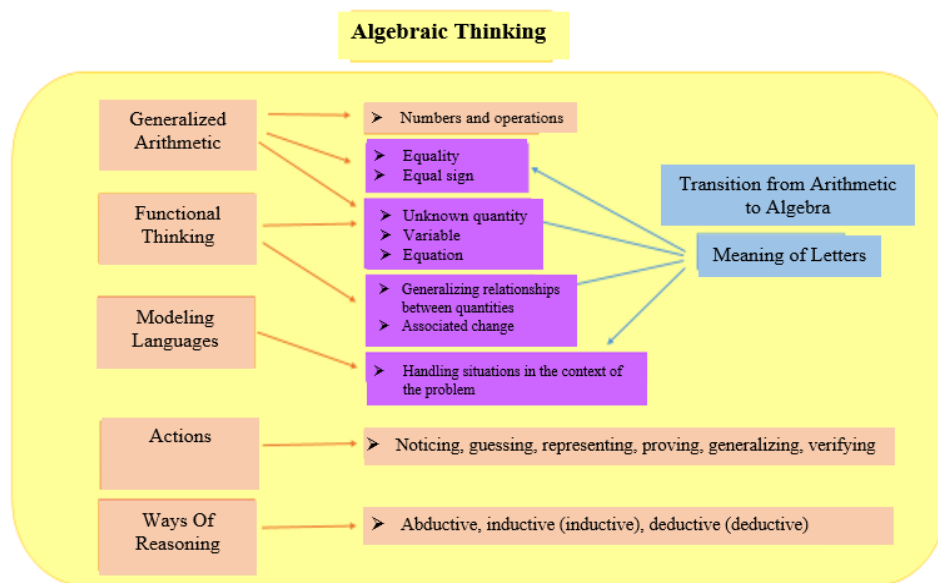 Algebraic Thinking
Generalized
Arithmetic
➤ Numbers and operations
➤ Equality
➤ Equal sign
Transition from Arithmetic
to Algebra
Functional
Thinking
➤ Unknown quantity
➤ Variable
➤ Equation
Meaning of Letters
➤ Generalizing relationships
between quantities
➤ Associated change
Modeling
Languages
➤ Handling situations in the context of
the problem
Actions
➤ Noticing, guessing, representing, proving, generalizing, verifying
Ways Of
Reasoning
➤ Abductive, inductive (inductive), deductive (deductive)